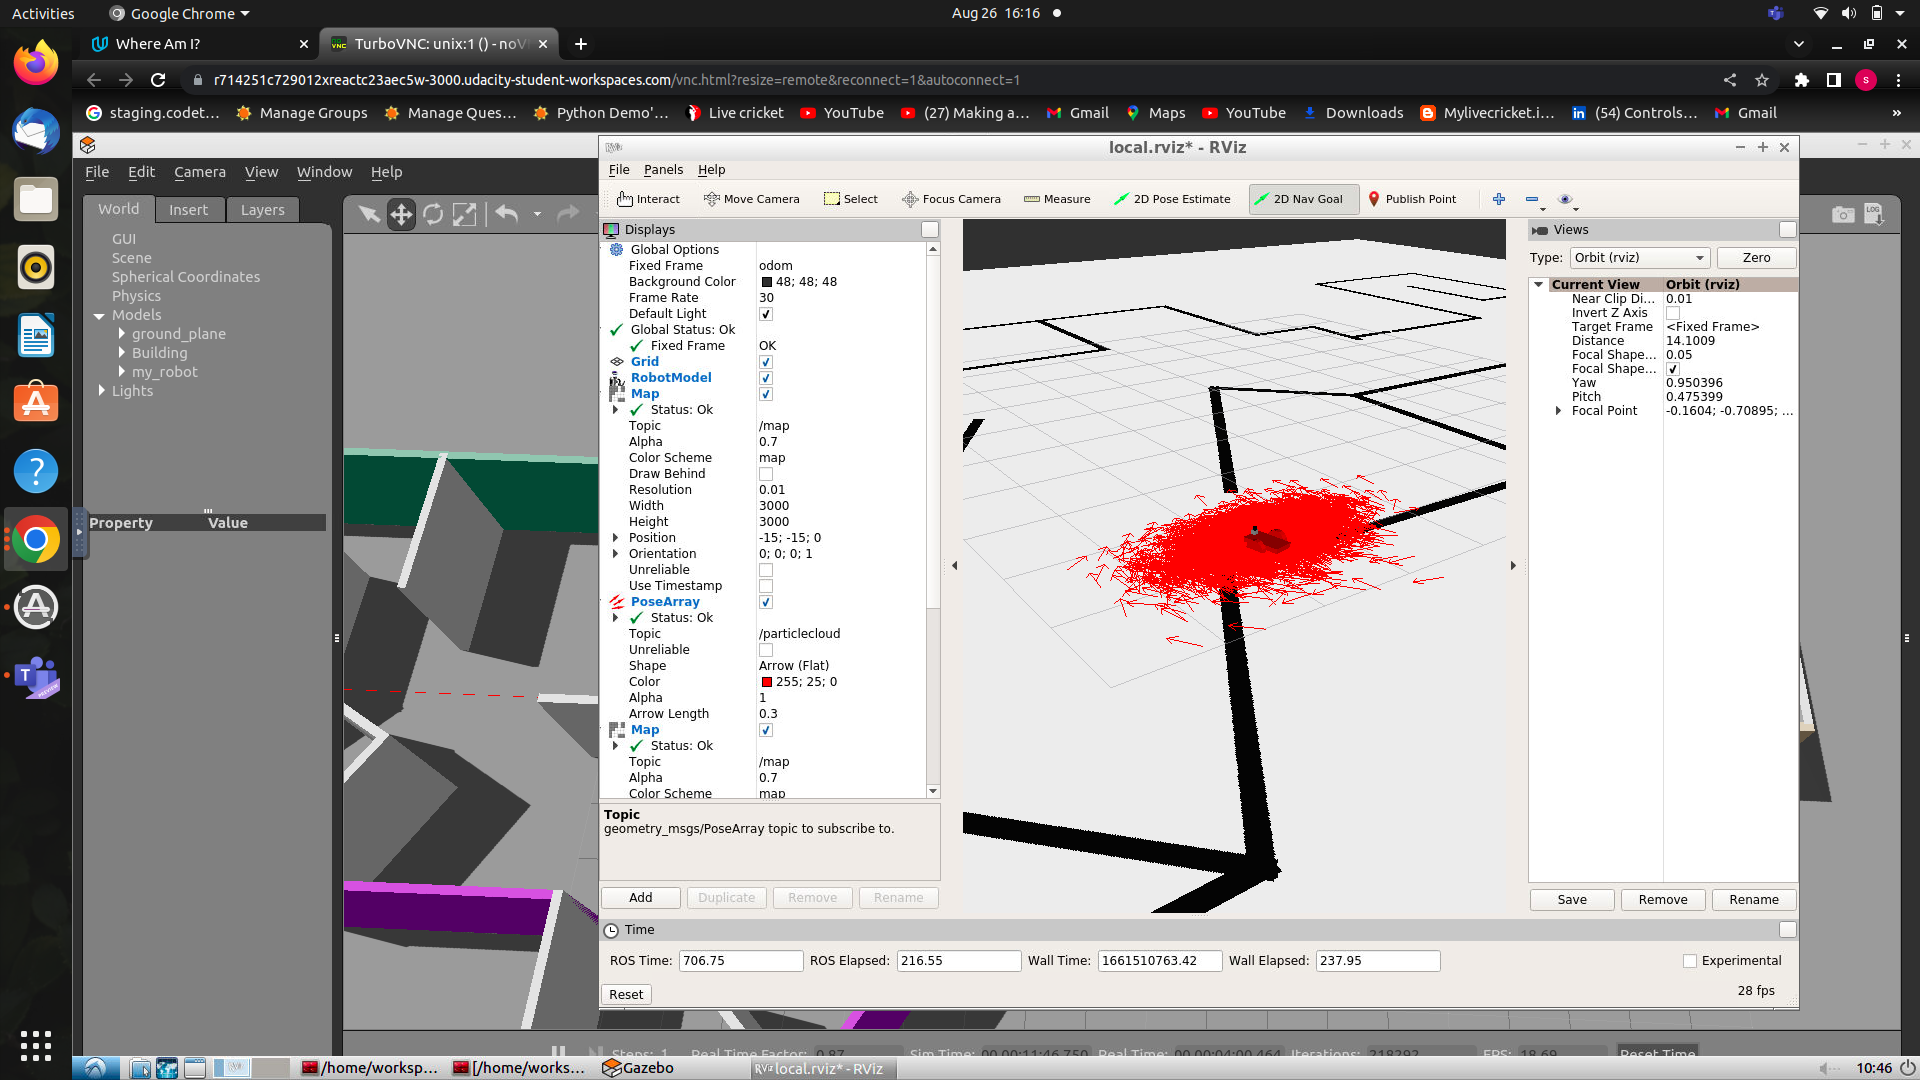 Activities
Google Chrome
Aug 26 16:16
Where Am I?
TurboVNC: unix:1 () - noV
r714251c729012xreactc23aec5w-3000.udacity-student-workspaces.com/vnc.html?resize=remote&reconnect=1&autoconnect=1
S
staging.codet...
Manage Groups
Manage Ques...
Python Demo'...
Live cricket
YouTube
(27) Making a...
Gmail
Maps
YouTube
Downloads
Mylivecricket.i...
(54) Controls...
Gmail
»
local.rviz* - RViz
File Edit Camera View Window Help
World Insert Layers
GUI
Scene
Spherical Coordinates
Physics
Models
ground_plane
Building
my_robot
Lights
Property Value
File Panels Help
Interact Move Camera Select Focus Camera Measure 2D Pose Estimate 2D Nav Goal Publish Point
LOG
Displays
Global Options
Fixed Frame odom
Background Color 48; 48; 48
Frame Rate 30
Default Light
Global Status: Ok
Fixed Frame OK
Grid
RobotModel
Map
Status: Ok
Topic /map
Alpha 0.7
Color Scheme map
Draw Behind
Resolution 0.01
Width 3000
Height 3000
Position -15; -15; 0
Orientation 0; 0; 0; 1
Unreliable
Use Timestamp
PoseArray
Status: Ok
Topic /particlecloud
Unreliable
Shape Arrow (Flat)
Color 255; 25; 0
Alpha 1
Arrow Length 0.3
Map
Status: Ok
Topic /map
Alpha 0.7
Color Scheme map
Topic
geometry_msgs/PoseArray topic to subscribe to.
Add Duplicate Remove Rename
Views
Type: Orbit (rviz) Zero
Current View Orbit (rviz)
Near Clip Di... 0.01
Invert Z Axis
Target Frame <Fixed Frame>
Distance 14.1009
Focal Shape... 0.05
Focal Shape...
Yaw 0.950396
Pitch 0.475399
Focal Point -0.1604; -0.70895; ...
Save Remove Rename
Time
ROS Time: 706.75 ROS Elapsed: 216.55 Wall Time: 1661510763.42 Wall Elapsed: 237.95 Experimental
Reset
28 fps
Steps: 1 Real Time Factor: 0.87 Sim Time: 00 00:11:46.750 Real Time: 00 00:04:00.464 Iterations: 218292 FPS: 18.69 Reset Time
/home/worksp...
[/home/works...
Gazebo
local.rviz* - RViz
10:46